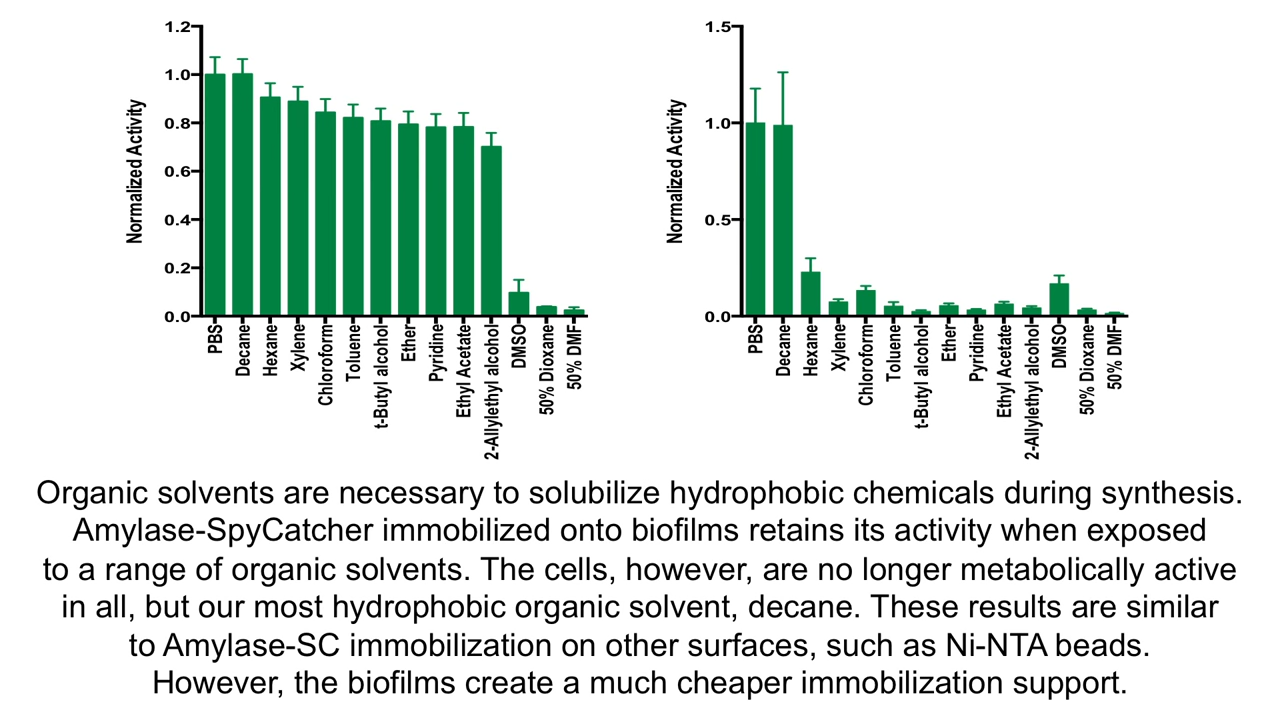 1.2
1.0
0.8
0.6
0.4
0.2
0.0
Normalized Activity
PBS
Decane
Hexane
Xylene
Chloroform
Toluene
t-Butyl alcohol
Ether
Pyridine
Ethyl Acetate
2-Allylethyl alcohol
DMSO
50% Dioxane
50% DMF
1.5
1.0
0.5
0.0
Normalized Activity
PBS
Decane
Hexane
Xylene
Chloroform
Toluene
t-Butyl alcohol
Ether
Pyridine
Ethyl Acetate
2-Allylethyl alcohol
DMSO
50% Dioxane
50% DMF
Organic solvents are necessary to solubilize hydrophobic chemicals during synthesis.
Amylase-SpyCatcher immobilized onto biofilms retains its activity when exposed
to a range of organic solvents. The cells, however, are no longer metabolically active
in all, but our most hydrophobic organic solvent, decane. These results are similar
to Amylase-SC immobilization on other surfaces, such as Ni-NTA beads.
However, the biofilms create a much cheaper immobilization support.